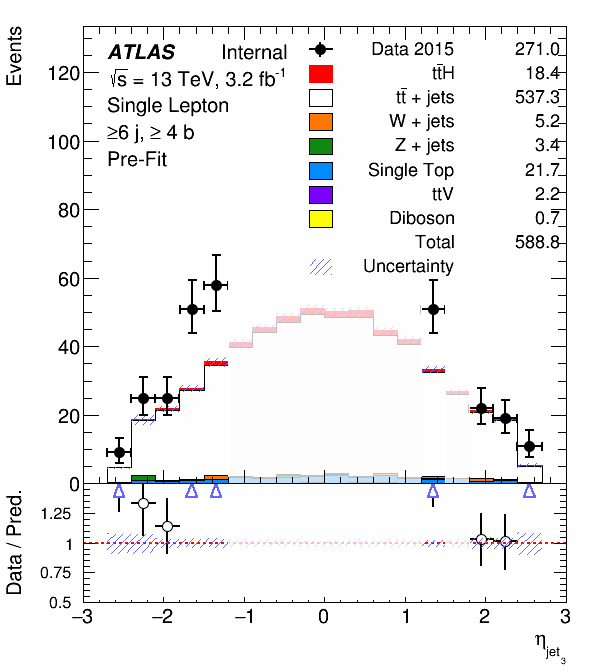 Events
ATLAS Internal
√s = 13 TeV, 3.2 fb⁻¹
Single Lepton
≥6 j, ≥ 4 b
Pre-Fit
Data 2015 271.0
tt̄H 18.4
tt̄ + jets 537.3
W + jets 5.2
Z + jets 3.4
Single Top 21.7
ttV 2.2
Diboson 0.7
Total 588.8
Uncertainty
120
100
80
60
40
20
0
Data / Pred.
1.25
1
0.75
0.5
−3 −2 −1 0 1 2 3
η jet 3